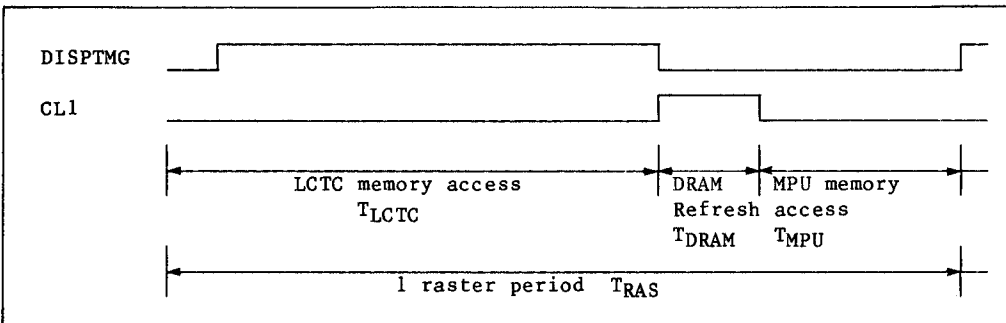 DISPTMG
CL1
LCTC memory access
TLCTC
DRAM
Refresh
TDRAM
MPU memory
access
TMPU
1 raster period TRAS